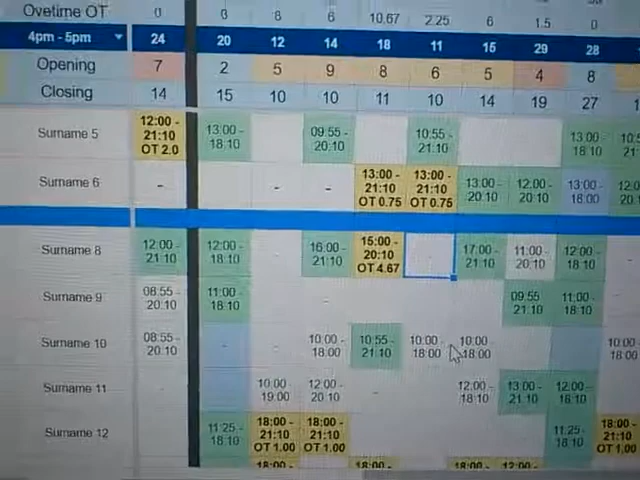 Ovetime OT 0 0 8 6 10.67 2.25 6 1.5 0
4pm - 5pm 24 20 12 14 18 11 15 29 28
Opening 7 2 5 9 8 6 5 4 8
Closing 14 15 10 10 11 10 14 19 27
Surname 5 12:00 - 13:00 - 09:55 - 10:55 - 13:00
21:10 18:10 20:10 21:10 18:10
OT 2.0
Surname 6 - - - 13:00 - 13:00 - 13:00 - 12:00 - 13:00 -
21:10 21:10 20:10 20:10 18:00
OT 0.75 OT 0.75
Surname 8 12:00 - 12:00 - - 16:00 - 15:00 - 17:00 - 11:00 - 12:00 -
21:10 18:10 21:10 20:10 21:10 20:10 18:10
OT 4.67
Surname 9 08:55 - 11:00 - - 09:55 11:00 -
20:10 18:10 20:10 18:10
Surname 10 08:55 - - 10:00 - 10:55 - 10:00 - 10:00 - 10:00 -
20:10 18:00 21:10 18:00 18:00 18:00
Surname 11 - 10:00 12:00 - - 12:00 - 13:00 - 12:00 -
19:00 20:10 18:10 21:10 18:10
Surname 12 11:25 - 18:00 - 18:00 - 11:25 - 18:00 -
18:10 21:10 21:10 18:10 21:10
OT 1.00 OT 1.00 OT 1.00
18:00 - 18:00 - 18:00 - 12:00 -